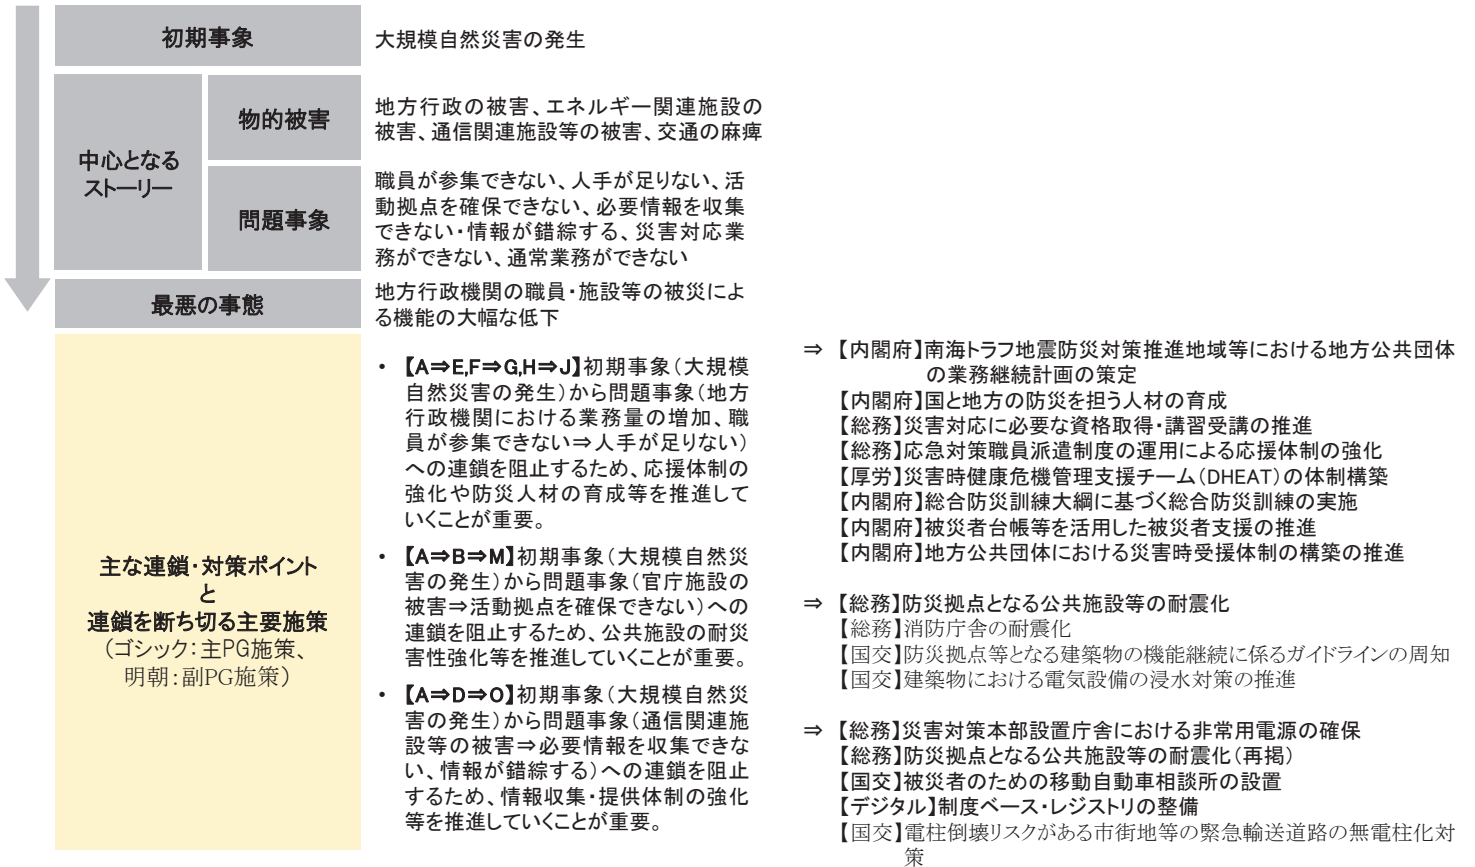 初期事象
大規模自然災害の発生
中心となる
ストーリー
物的被害
地方行政の被害、エネルギー関連施設の
被害、通信関連施設等の被害、交通の麻痺
問題事象
職員が参集できない、人手が足りない、活
動拠点を確保できない、必要情報を収集
できない・情報が錯綜する、災害対応業
務ができない、通常業務ができない
最悪の事態
地方行政機関の職員・施設等の被災によ
る機能の大幅な低下
主な連鎖・対策ポイント
と
連鎖を断ち切る主要施策
（ゴシック：主PG施策、
明朝：副PG施策）
・ 【A⇒E,F⇒G,H⇒J】初期事象（大規模
自然災害の発生）から問題事象（地方
行政機関における業務量の増加、職
員が参集できない⇒人手が足りない）
への連鎖を阻止するため、応援体制の
強化や防災人材の育成等を推進して
いくことが重要。
⇒ 【内閣府】南海トラフ地震防災対策推進地域等における地方公共団体
の業務継続計画の策定
【内閣府】国と地方の防災を担う人材の育成
【総務】災害対応に必要な資格取得・講習受講の推進
【総務】応急対策職員派遣制度の運用による応援体制の強化
【厚労】災害時健康危機管理支援チーム（DHEAT）の体制構築
【内閣府】総合防災訓練大綱に基づく総合防災訓練の実施
【内閣府】被災者台帳等を活用した被災者支援の推進
【内閣府】地方公共団体における災害時受援体制の構築の推進
・ 【A⇒B⇒M】初期事象（大規模自然災
害の発生）から問題事象（官庁施設の
被害⇒活動拠点を確保できない）への
連鎖を阻止するため、公共施設の耐災
害性強化等を推進していくことが重要。
⇒ 【総務】防災拠点となる公共施設等の耐震化
【総務】消防庁舎の耐震化
【国交】防災拠点等となる建築物の機能継続に係るガイドラインの周知
【国交】建築物における電気設備の浸水対策の推進
・ 【A⇒D⇒O】初期事象（大規模自然災
害の発生）から問題事象（通信関連施
設等の被害⇒必要情報を収集できな
い、情報が錯綜する）への連鎖を阻止
するため、情報収集・提供体制の強化
等を推進していくことが重要。
⇒ 【総務】災害対策本部設置庁舎における非常用電源の確保
【総務】防災拠点となる公共施設等の耐震化（再掲）
【国交】被災者のための移動自動車相談所の設置
【デジタル】制度ベース・レジストリの整備
【国交】電柱倒壊リスクがある市街地等の緊急輸送道路の無電柱化対
策